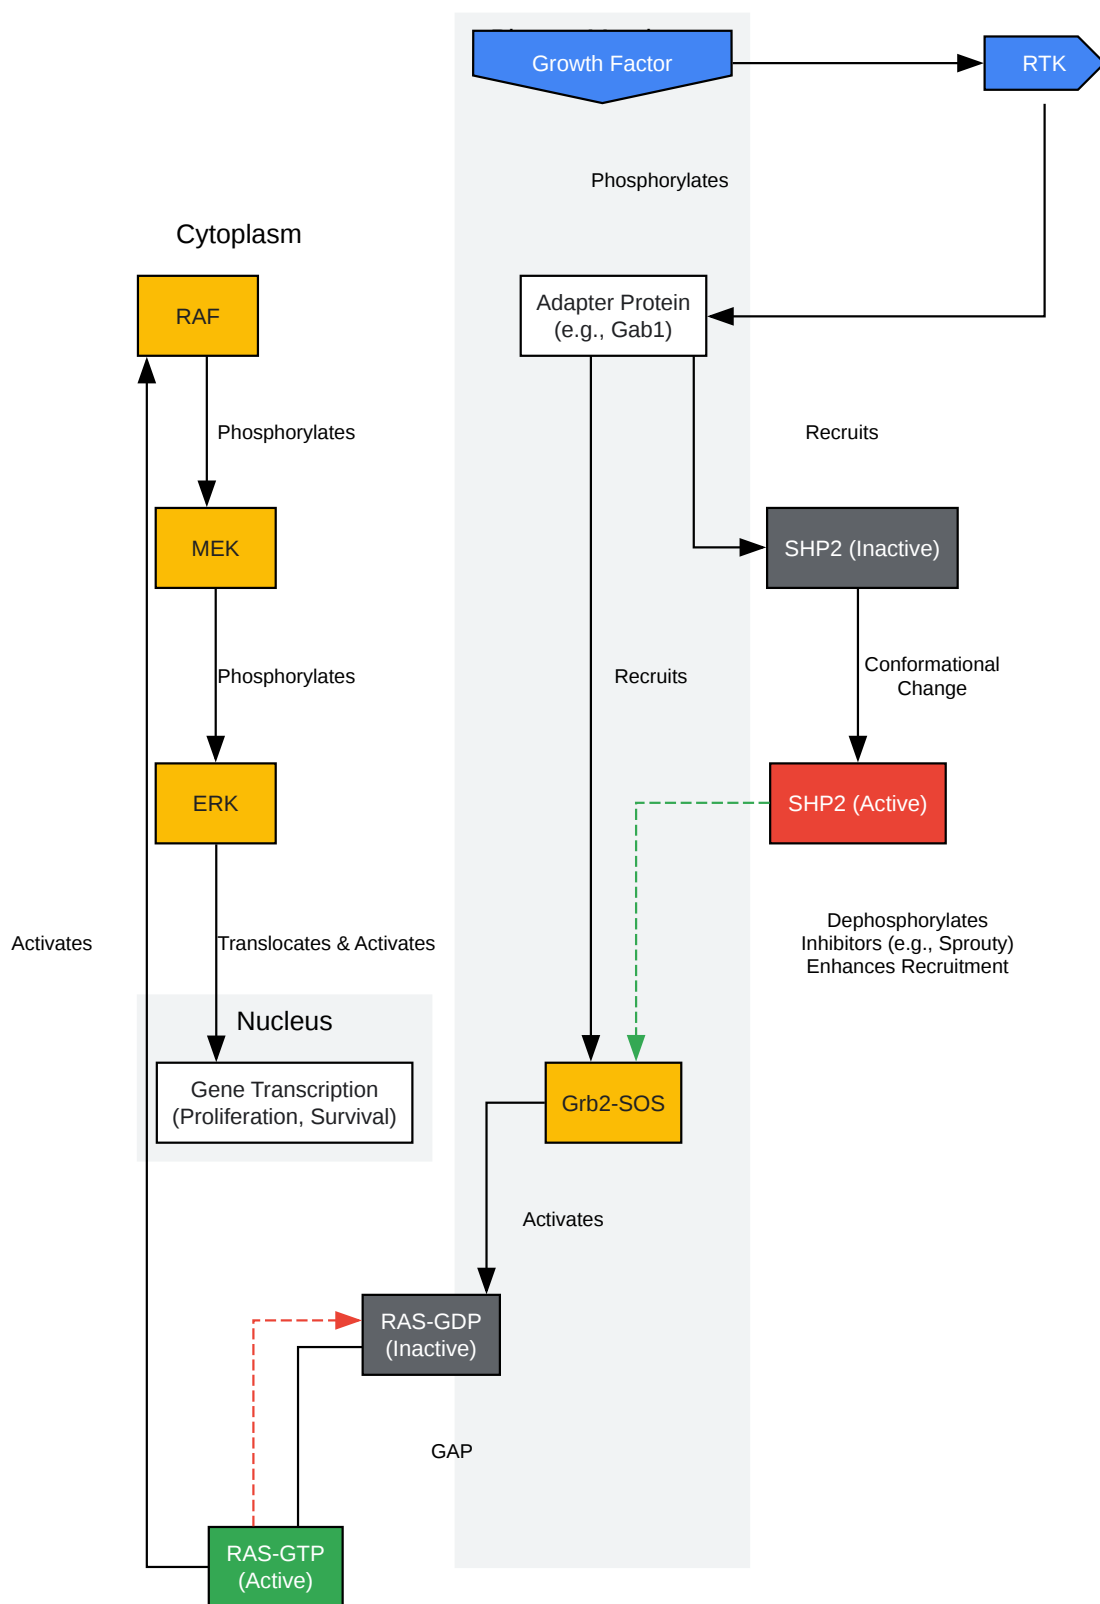 Growth Factor
RTK
Phosphorylates
Cytoplasm
RAF
Adapter Protein
(e.g., Gab1)
Phosphorylates
Recruits
MEK
SHP2 (Inactive)
Phosphorylates
Recruits
Conformational
Change
ERK
SHP2 (Active)
Activates
Translocates & Activates
Dephosphorylates
Inhibitors (e.g., Sprouty)
Enhances Recruitment
Nucleus
Gene Transcription
(Proliferation, Survival)
Grb2-SOS
Activates
RAS-GDP
(Inactive)
GAP
RAS-GTP
(Active)